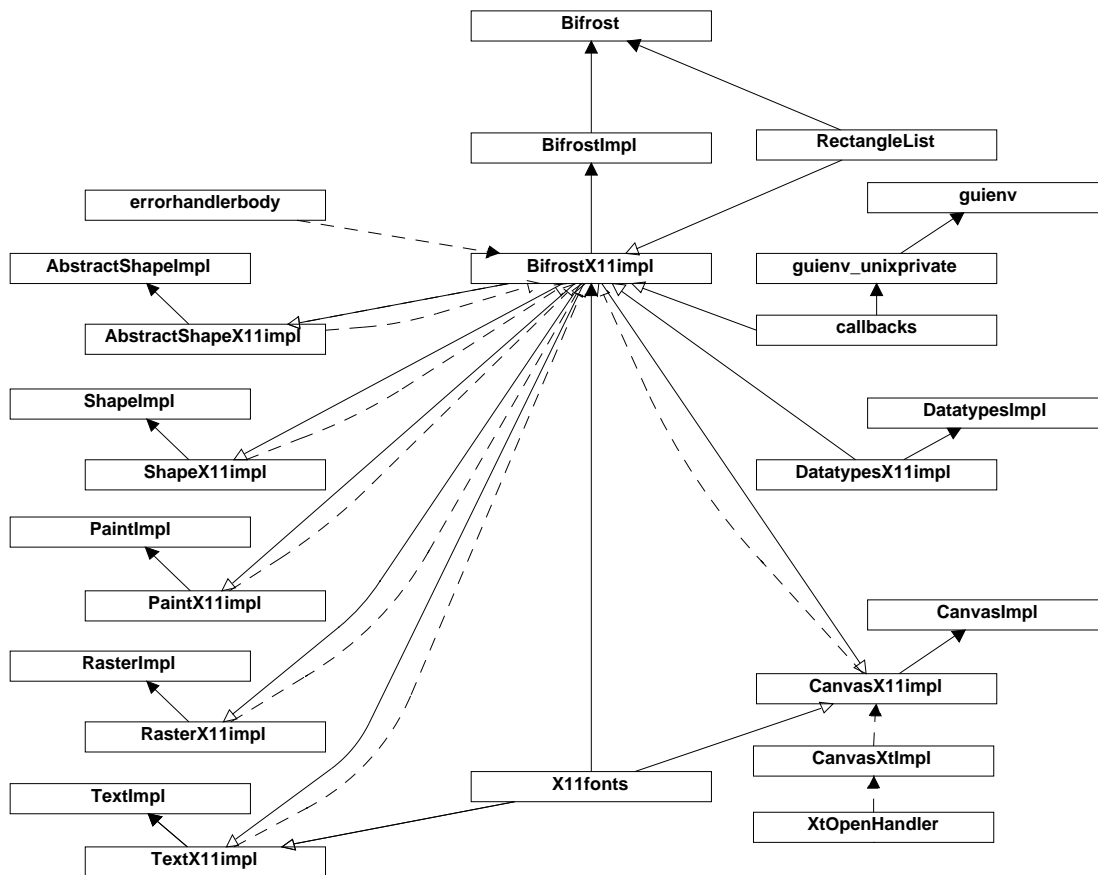 Bifrost
BifrostImpl
RectangleList
errorhandlerbody
guienv
AbstractShapeImpl
BifrostX11impl
guienv_unixprivate
AbstractShapeX11impl
callbacks
ShapeImpl
DatatypesImpl
ShapeX11impl
DatatypesX11impl
PaintImpl
PaintX11impl
CanvasImpl
RasterImpl
CanvasX11impl
RasterX11impl
CanvasXtImpl
TextImpl
X11fonts
XtOpenHandler
TextX11impl